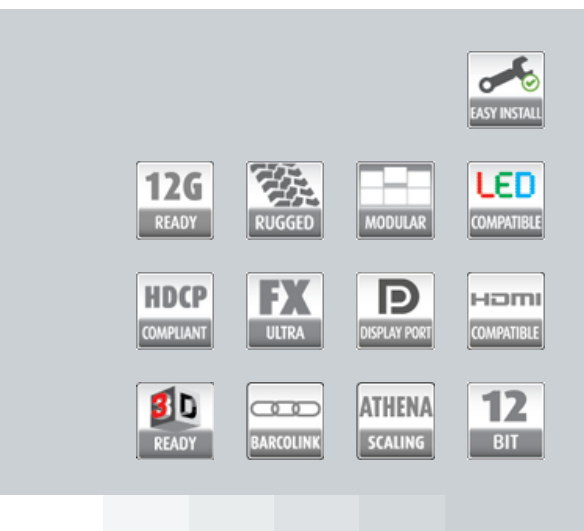 EASY INSTALL
12G
READY
RUGGED
MODULAR
LED
COMPATIBLE
HDCP
COMPLIANT
FX
ULTRA
D
DISPLAY PORT
HDMI
COMPATIBLE
3D
READY
BARCOLINK
ATHENA
SCALING
12
BIT